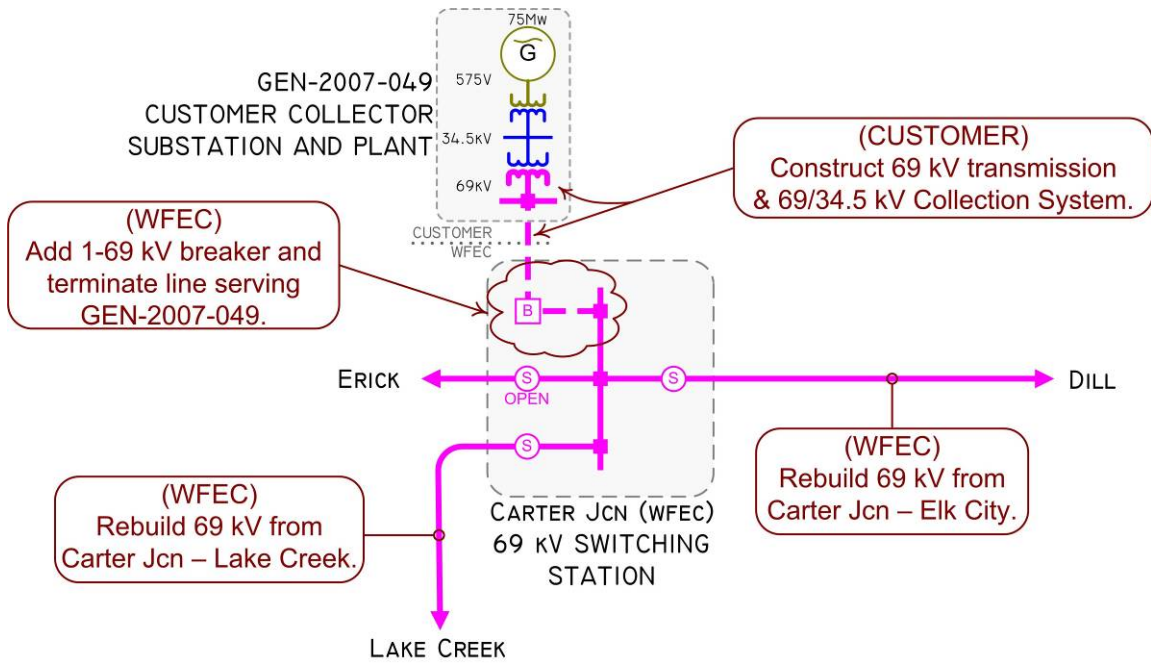 75MW
G
575V
34.5KV
69KV
GEN-2007-049
CUSTOMER COLLECTOR
SUBSTATION AND PLANT
(CUSTOMER)
Construct 69 kV transmission
& 69/34.5 kV Collection System.
(WFEC)
Add 1-69 kV breaker and
terminate line serving
GEN-2007-049.
CUSTOMER
WFEC
B
ERICK
S
OPEN
S
DILL
S
(WFEC)
Rebuild 69 kV from
Carter Jcn – Lake Creek.
(WFEC)
Rebuild 69 kV from
Carter Jcn – Elk City.
CARTER JCN (WFEC)
69 KV SWITCHING
STATION
LAKE CREEK